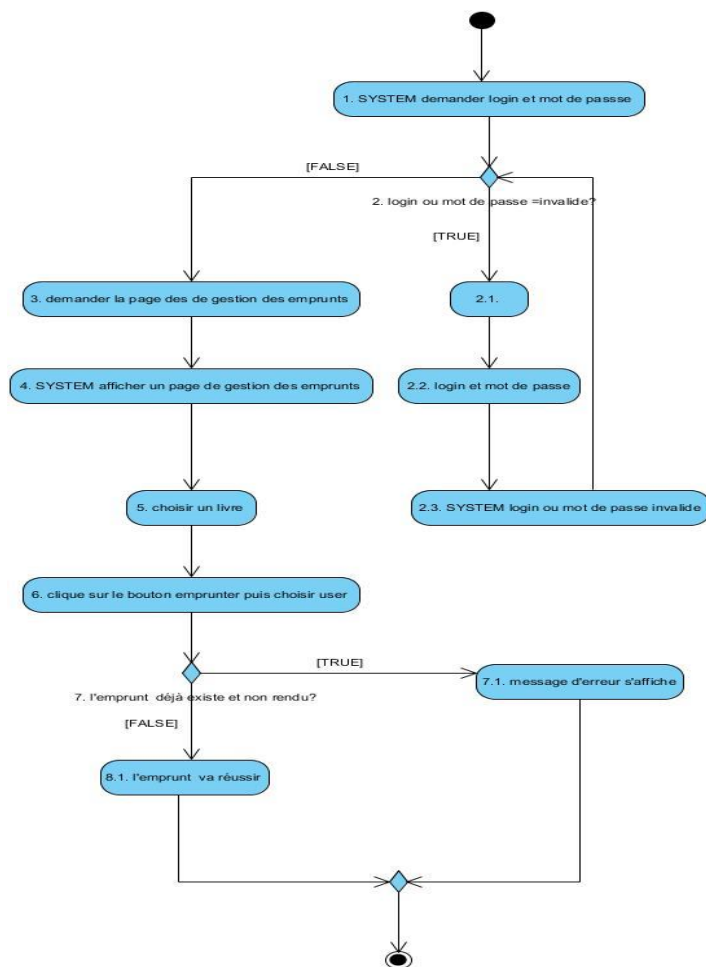 1. SYSTEM demander login et mot de passse
[FALSE]
2. login ou mot de passe =invalide?
[TRUE]
3. demander la page des de gestion des emprunts
2.1.
4. SYSTEM afficher un page de gestion des emprunts
2.2. login et mot de passe
5. choisir un livre
2.3. SYSTEM login ou mot de passe invalide
6. clique sur le bouton emprunter puis choisir user
[TRUE]
7. l'emprunt déjà existe et non rendu?
7.1. message d'erreur s'affiche
[FALSE]
8.1. l'emprunt va réussir